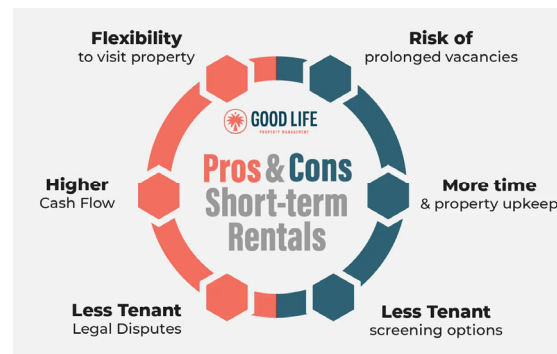 Flexibility
to visit property
Risk of
prolonged vacancies
GOOD LIFE
PROPERTY MANAGEMENT
Pros & Cons
Short-term
Rentals
Higher
Cash Flow
More time
& property upkeep
Less Tenant
Legal Disputes
Less Tenant
screening options